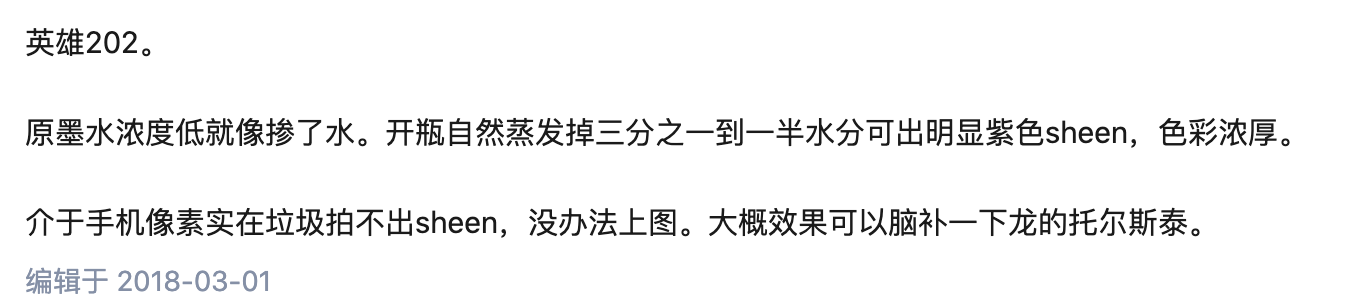 英雄202。
原墨水浓度低就像掺了水。开瓶自然蒸发掉三分之一到一半水分可出明显紫色sheen，色彩浓厚。
介于手机像素实在垃圾拍不出sheen，没办法上图。大概效果可以脑补一下龙的托尔斯泰。
编辑于 2018-03-01